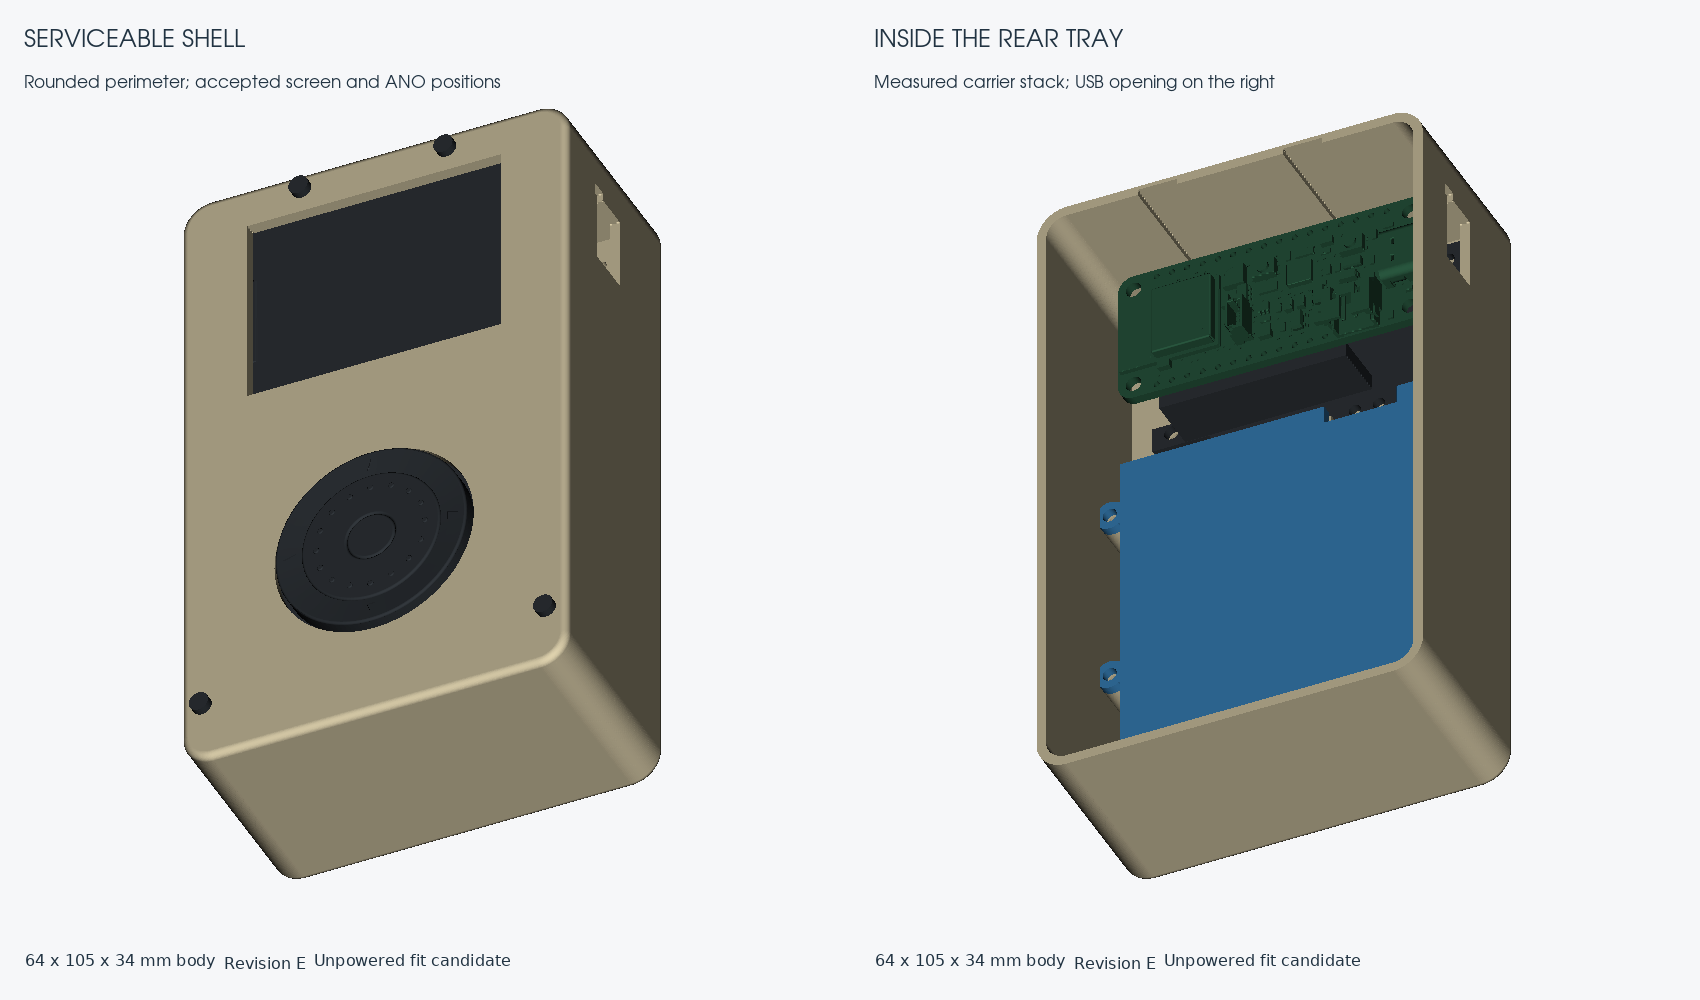 SERVICEABLE SHELL
Rounded perimeter; accepted screen and ANO positions
64 x 105 x 34 mm body Revision E Unpowered fit candidate
INSIDE THE REAR TRAY
Measured carrier stack; USB opening on the right
64 x 105 x 34 mm body Revision E Unpowered fit candidate